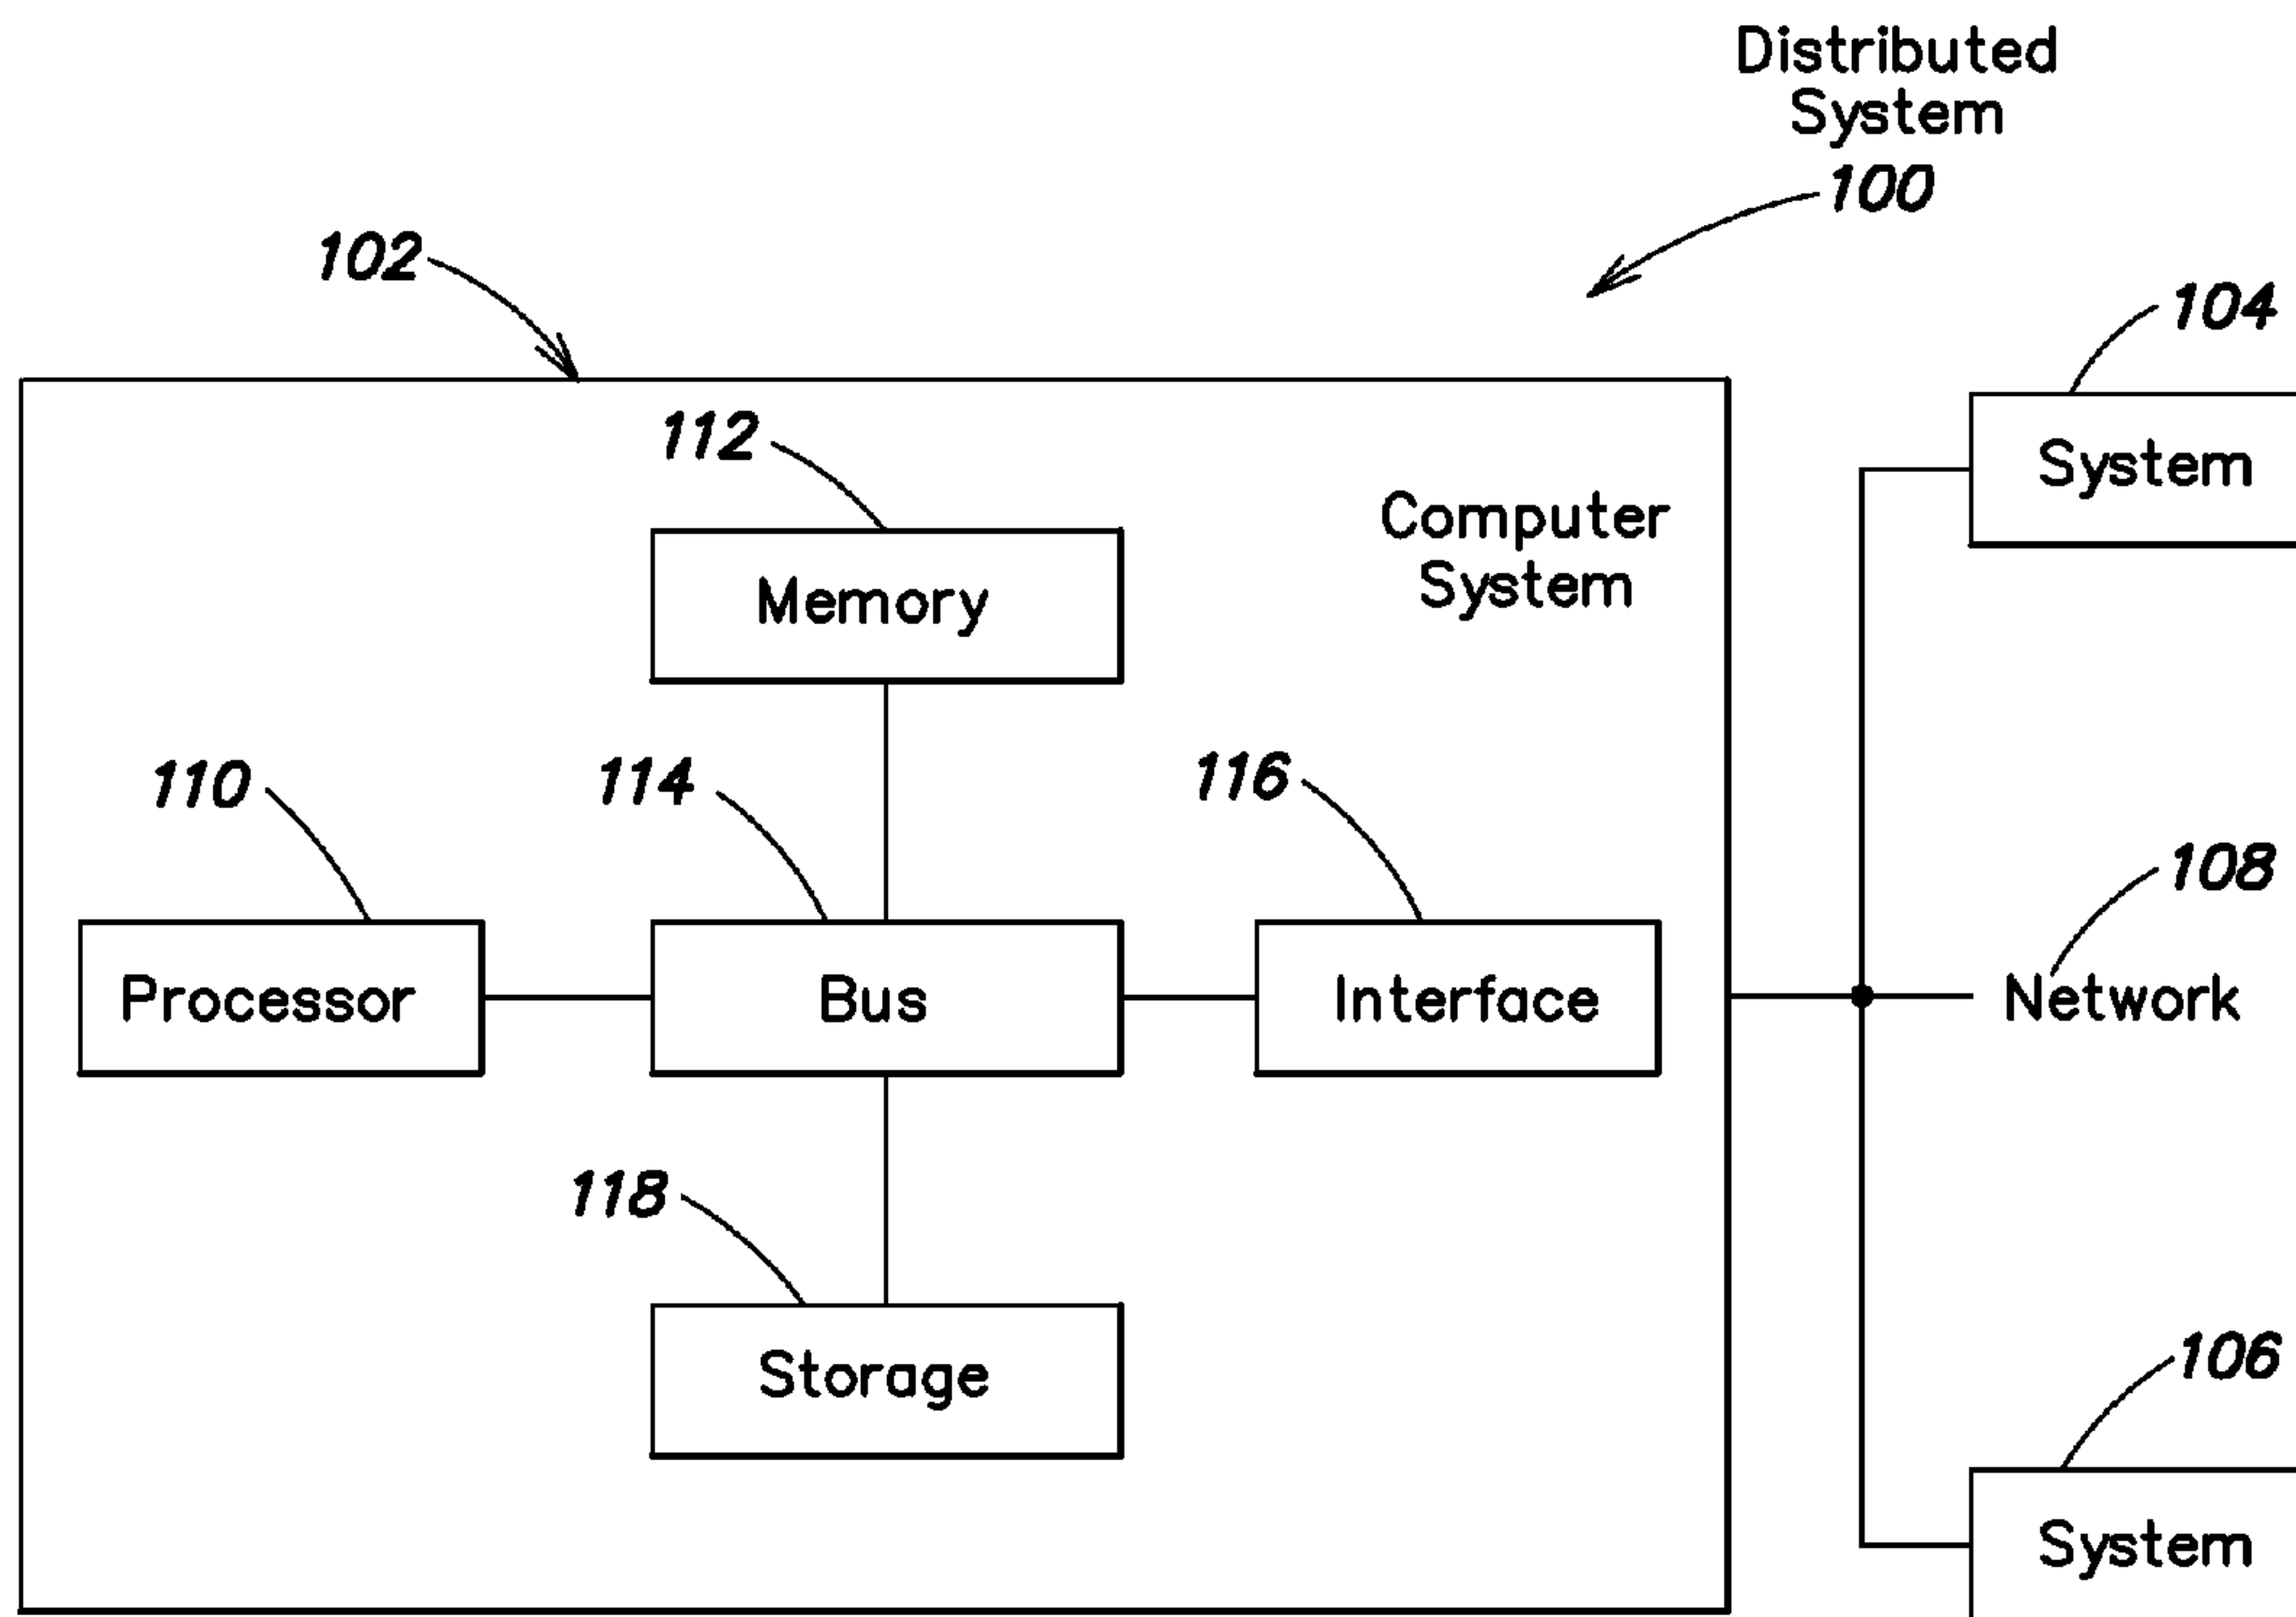 Distributed
System
100
102
104
112
Computer
System
System
Memory
110
114
116
108
Processor
Bus
Interface
Network
118
106
Storage
System